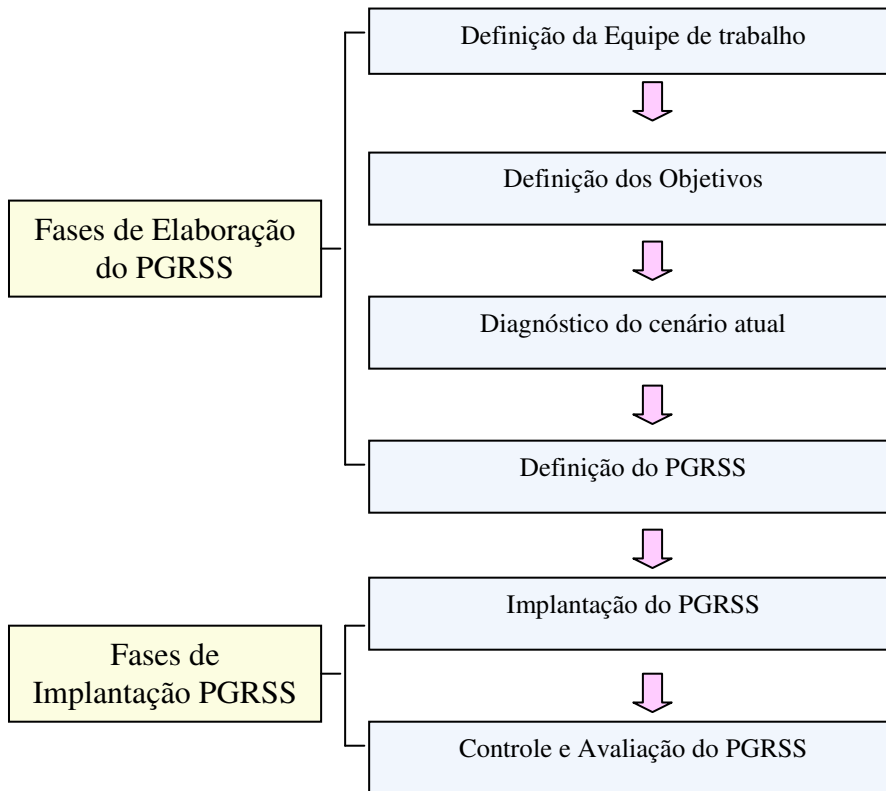 Definição da Equipe de trabalho
Definição dos Objetivos
Fases de Elaboração
do PGRSS
Diagnóstico do cenário atual
Definição do PGRSS
Implantação do PGRSS
Fases de
Implantação PGRSS
Controle e Avaliação do PGRSS